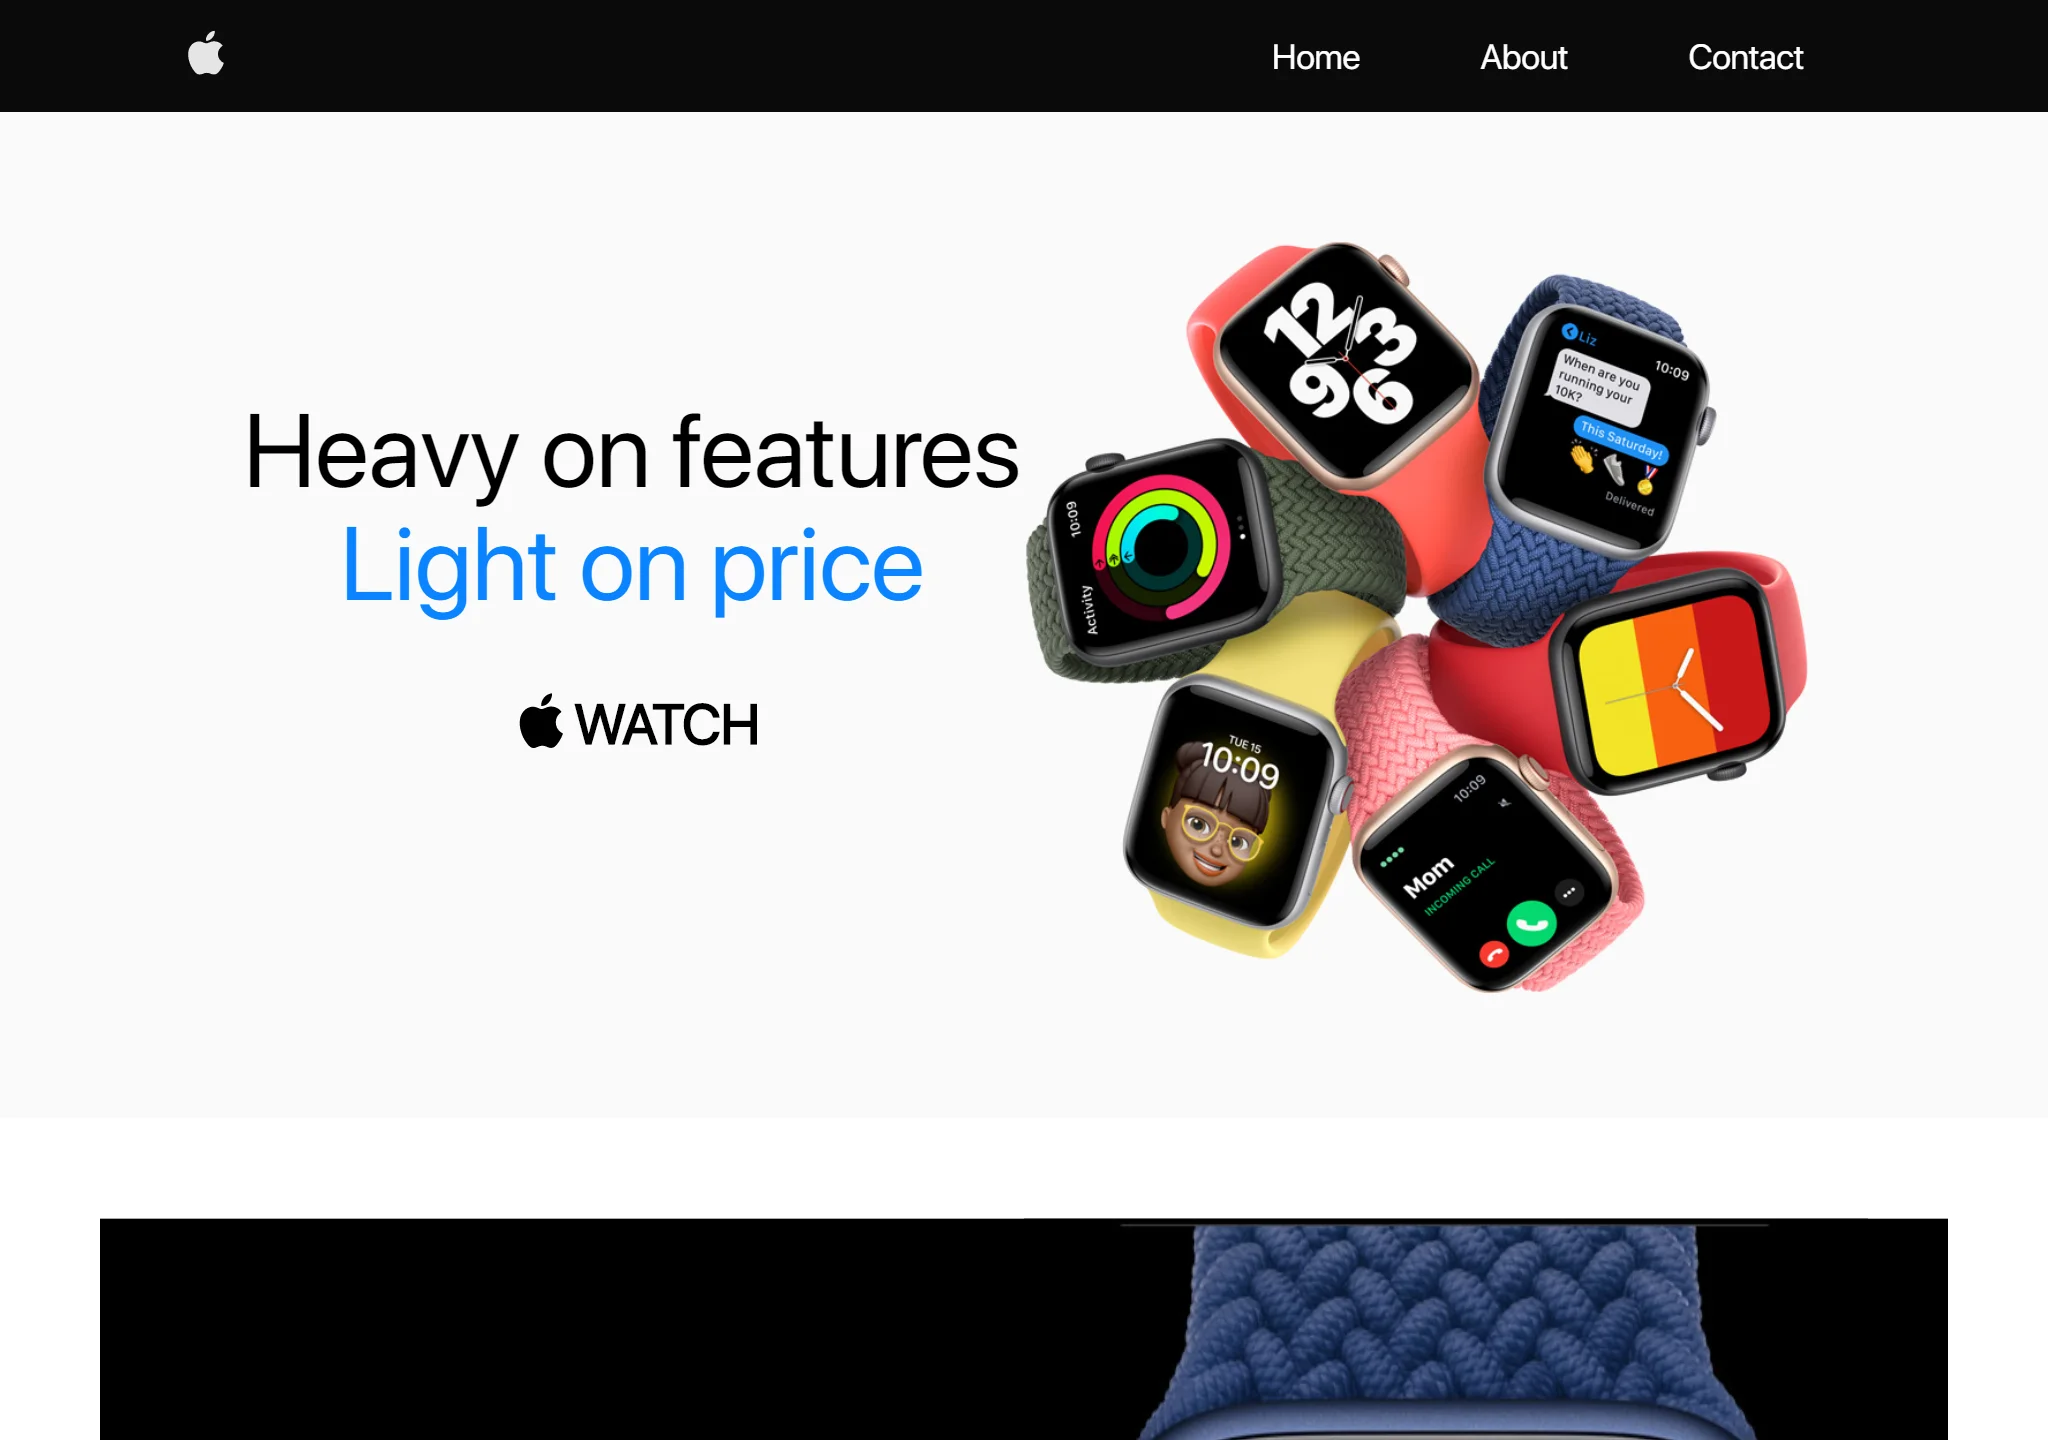 Home
About
Contact
Heavy on features
Light on price
WATCH
12
3
9
6
Liz
10:09
When are you
running your
10K?
This Saturday!
Delivered
10:09
Activity
TUE 15
10:09
10:09
Mom
INCOMING CALL